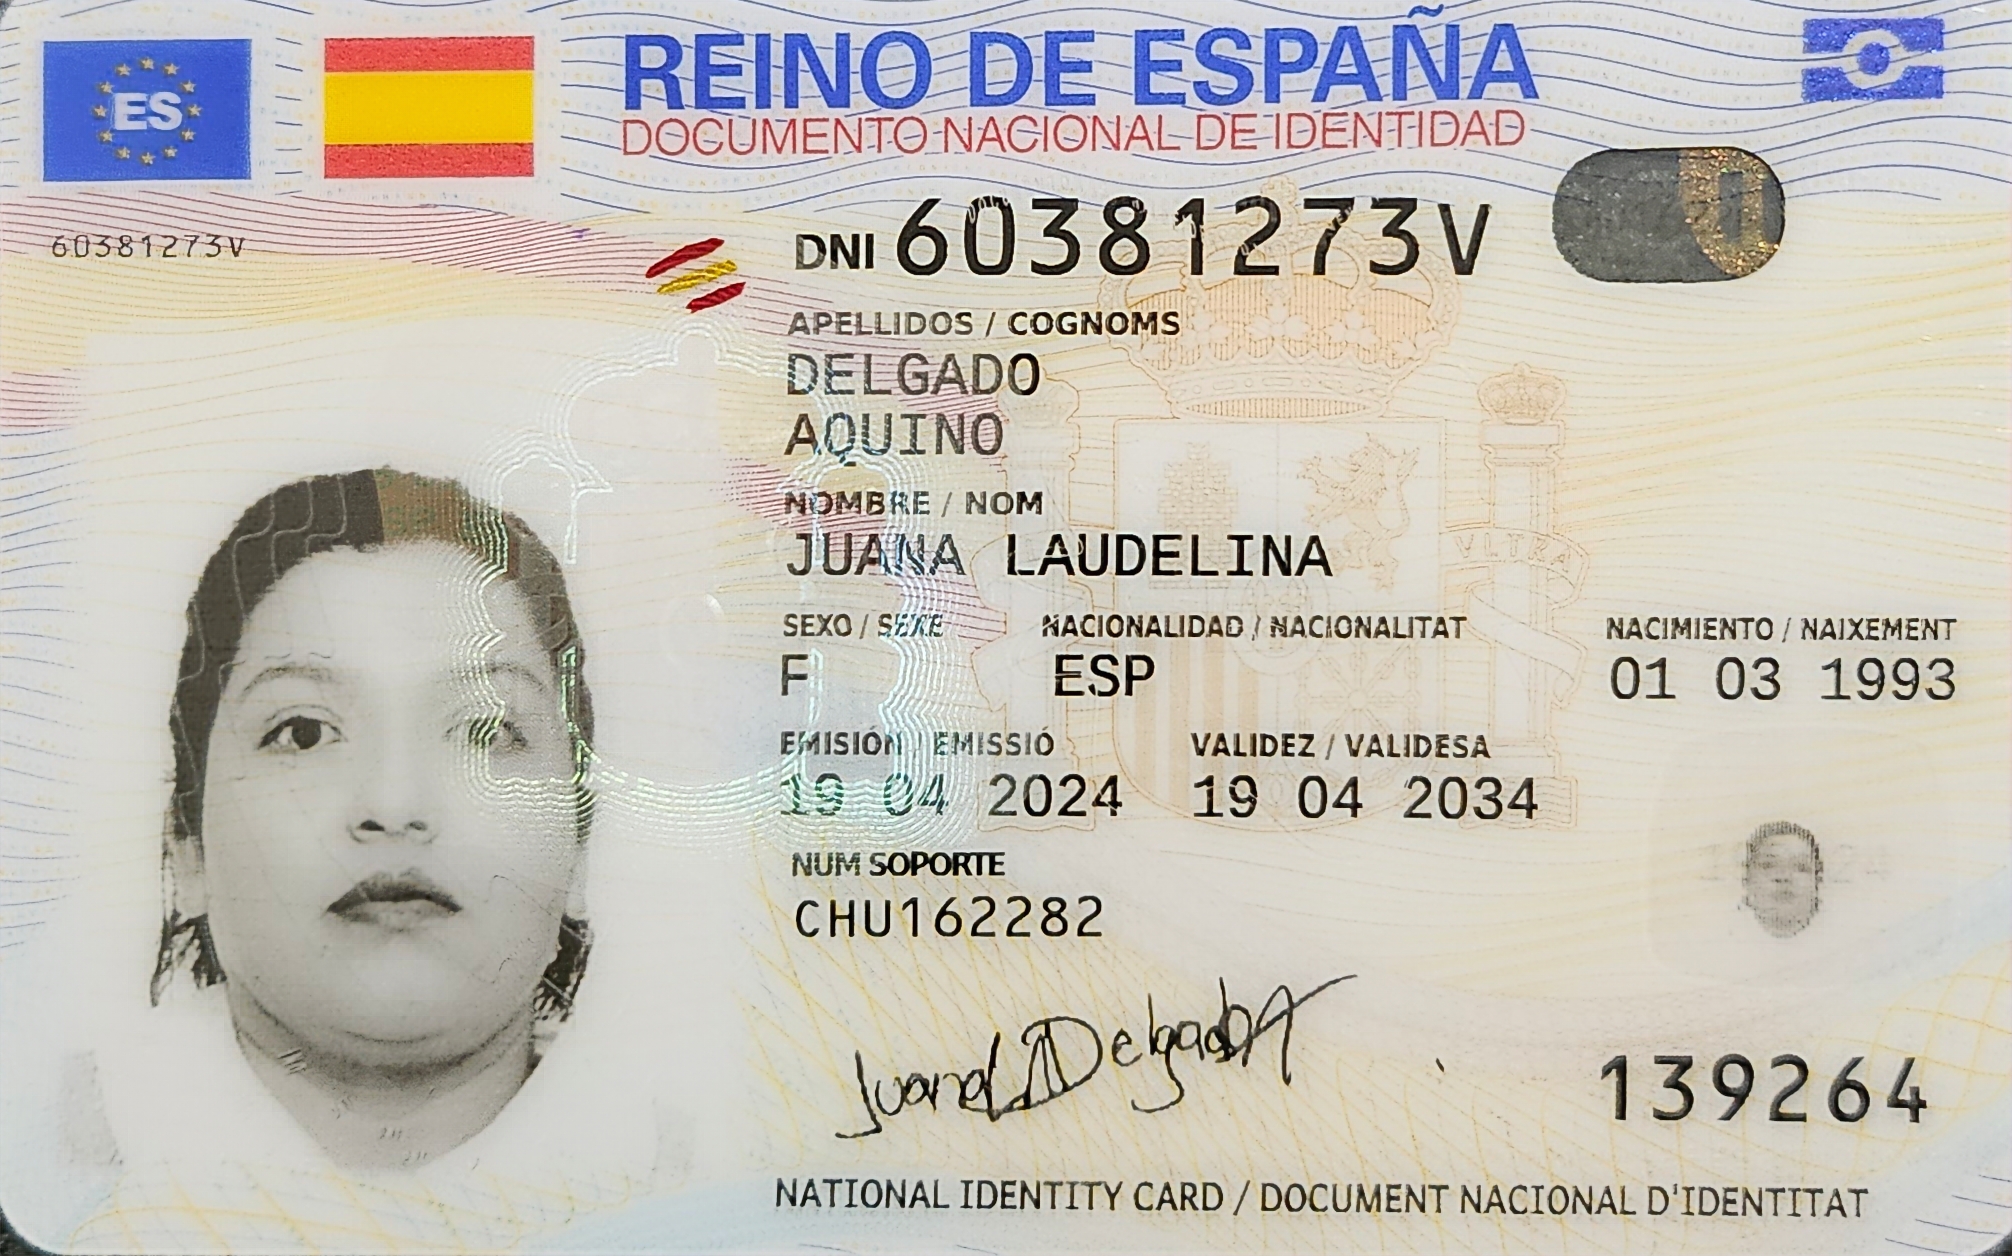 ES
REINO DE ESPAÑA
DOCUMENTO NACIONAL DE IDENTIDAD
60381273V
DNI 60381273V
APELLIDOS / COGNOMS
DELGADO
AQUINO
NOMBRE / NOM
JUANA LAUDELINA
SEXO / SEXE NACIONALIDAD / NACIONALITAT NACIMIENTO / NAIXEMENT
F ESP 01 03 1993
EMISIÓN / EMISSIÓ VALIDEZ / VALIDESA
19 04 2024 19 04 2034
NUM SOPORTE
CHU162282
Juana L Delgado A
139264
NATIONAL IDENTITY CARD / DOCUMENT NACIONAL D'IDENTITAT